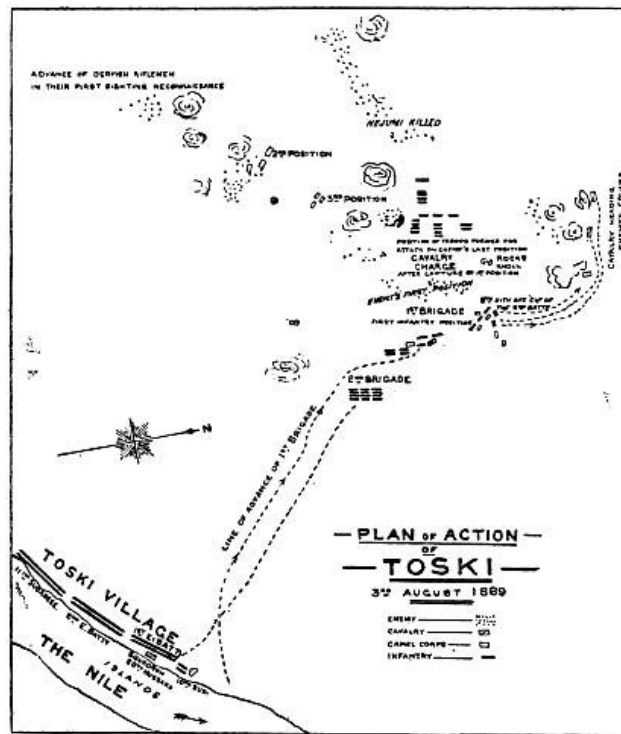 ADVANCE OF DERVISH RIFLEMEN
IN THEIR FIRST FIGHTING RECONNAISSANCE
NEJUMI KILLED
2ND POSITION
3RD POSITION
POSITION OF TROOPS FORMED FOR
ATTACK ON ENEMY'S LAST POSITION
CAVALRY
CHARGE
ROCKY
KNOLL
AFTER CAPTURE OF 1ST POSITION
ENEMY'S FIRST POSITION
CAVALRY HEADING
1ST BRIGADE
FIRST INFANTRY POSITION
2ND BRIGADE
LINE OF ADVANCE OF 1ST BRIGADE
N
TOSKI VILLAGE
THE NILE
ISLANDS
PLAN OF ACTION
OF
TOSKI
3RD AUGUST 1889
ENEMY
CAVALRY
CAMEL CORPS
INFANTRY